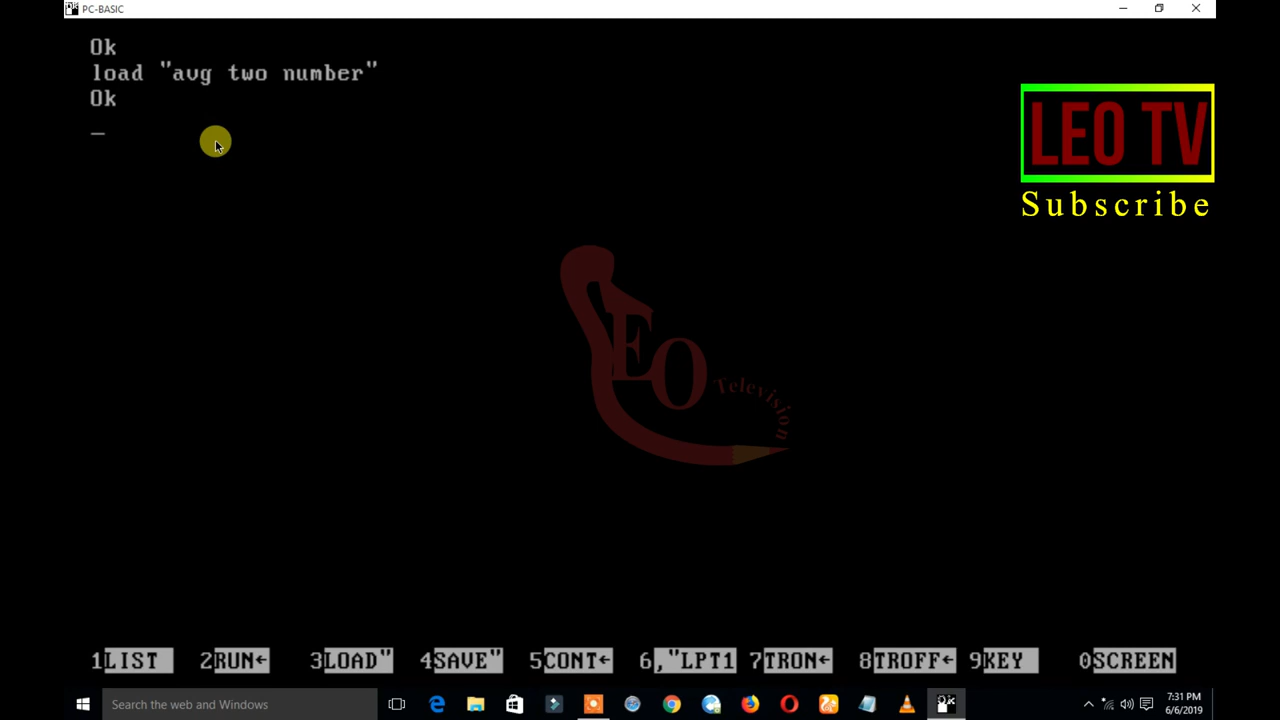 PC-BASIC
Ok
load "avg two number"
Ok
LEO TV
Subscribe
LEO
Television
1LIST 2RUN← 3LOAD" 4SAVE" 5CONT← 6,"LPT1 7TRON← 8TROFF← 9KEY 0SCREEN
Search the web and Windows
7:31 PM
6/6/2019